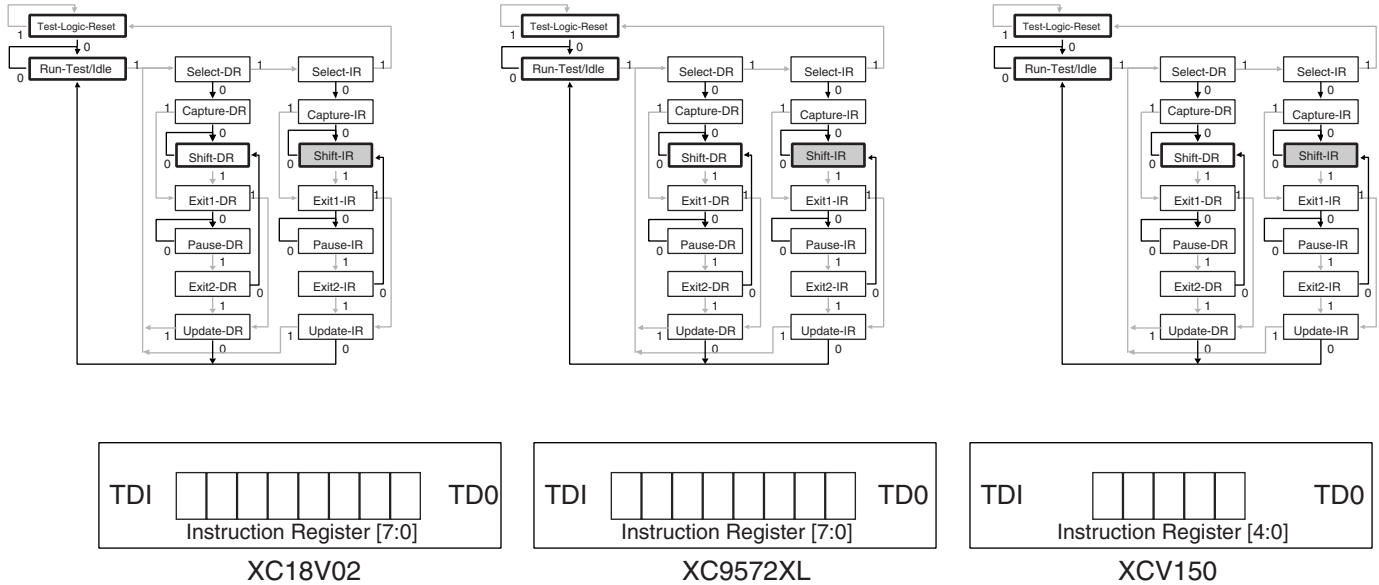 Test-Logic-Reset
1
0
0
Run-Test/Idle
1
Select-DR
1
Select-IR
1
0
0
1
Capture-DR
1
Capture-IR
0
0
Shift-DR
0
Shift-IR
0
1
1
Exit1-DR
1
Exit1-IR
1
0
0
Pause-DR
0
Pause-IR
0
1
1
Exit2-DR
0
Exit2-IR
0
1
1
Update-DR
1
Update-IR
1
0
0
Test-Logic-Reset
1
0
0
Run-Test/Idle
1
Select-DR
1
Select-IR
1
0
0
1
Capture-DR
1
Capture-IR
0
0
Shift-DR
0
Shift-IR
0
1
1
Exit1-DR
1
Exit1-IR
1
0
0
Pause-DR
0
Pause-IR
0
1
1
Exit2-DR
0
Exit2-IR
0
1
1
Update-DR
1
Update-IR
1
0
0
Test-Logic-Reset
1
0
0
Run-Test/Idle
1
Select-DR
1
Select-IR
1
0
0
1
Capture-DR
1
Capture-IR
0
0
Shift-DR
0
Shift-IR
0
1
1
Exit1-DR
1
Exit1-IR
1
0
0
Pause-DR
0
Pause-IR
0
1
1
Exit2-DR
0
Exit2-IR
0
1
1
Update-DR
1
Update-IR
1
0
0
TDI
TD0
Instruction Register [7:0]
XC18V02
TDI
TD0
Instruction Register [7:0]
XC9572XL
TDI
TD0
Instruction Register [4:0]
XCV150